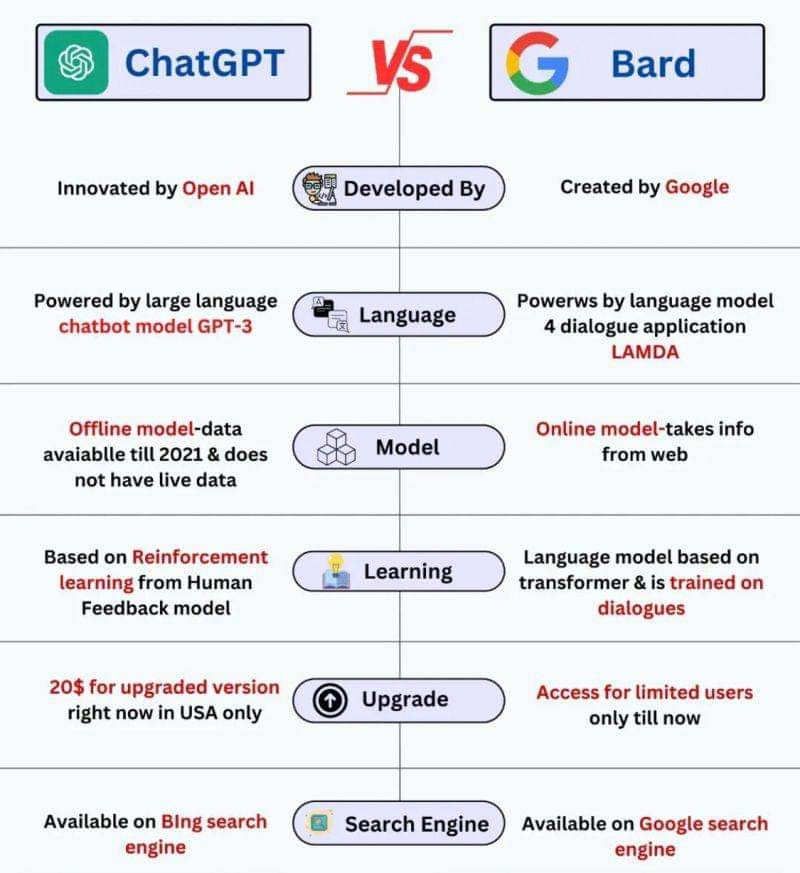 ChatGPT
VS
Bard
Innovated by Open AI
Developed By
Created by Google
Powered by large language
chatbot model GPT-3
Language
Powerws by language model
4 dialogue application
LAMDA
Offline model-data
avaiablle till 2021 & does
not have live data
Model
Online model-takes info
from web
Based on Reinforcement
learning from Human
Feedback model
Learning
Language model based on
transformer & is trained on
dialogues
20$ for upgraded version
right now in USA only
Upgrade
Access for limited users
only till now
Available on BIng search
engine
Search Engine
Available on Google search
engine